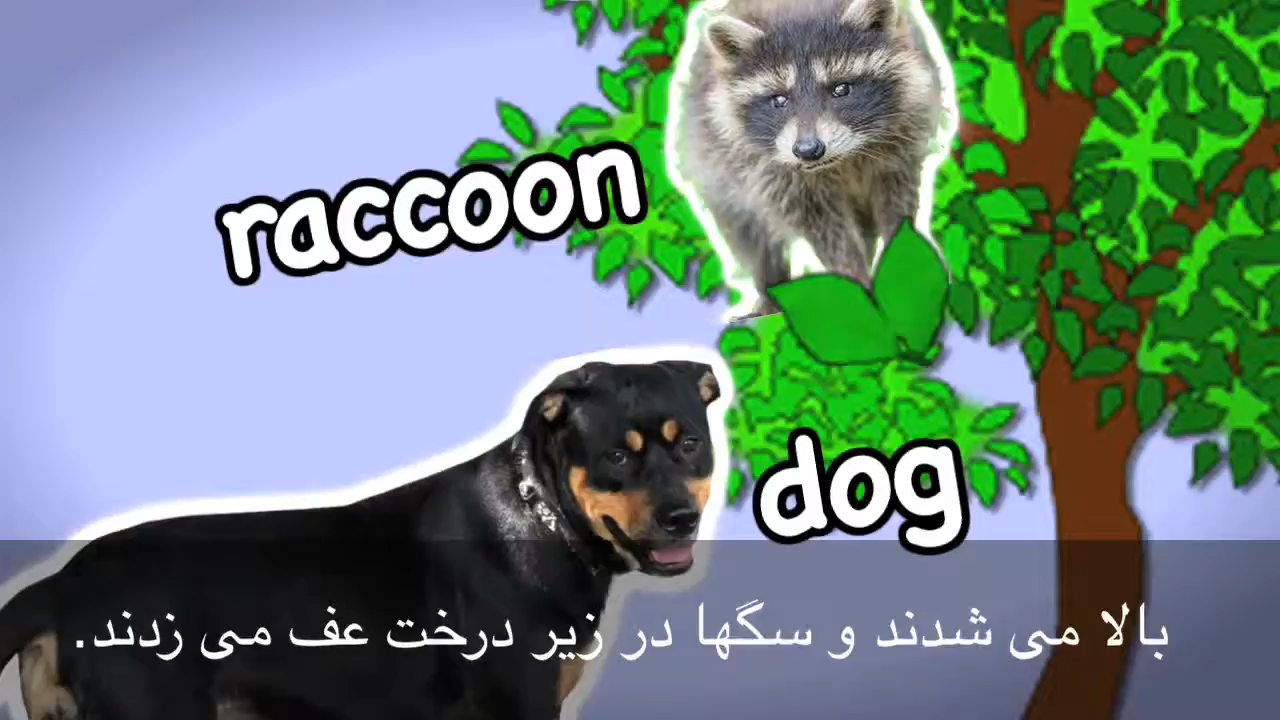 raccoon
dog
بالا می شدند و سگها در زیر درخت عف می زدند.